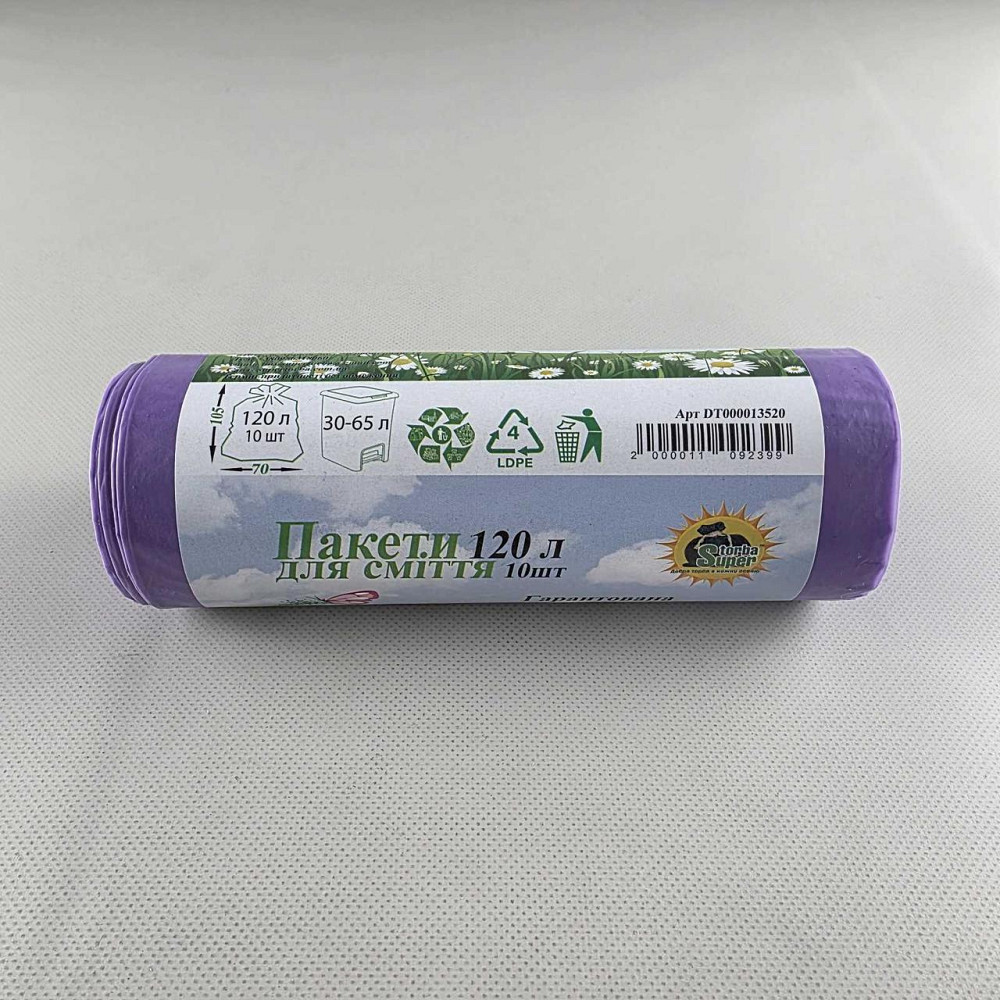 105
120 л
10 шт
70
30-65 л
4
LDPE
Арт DT000013520
2 000011 092399
Пакети 120 л
для сміття 10шт
Storba
Super
Гарантована